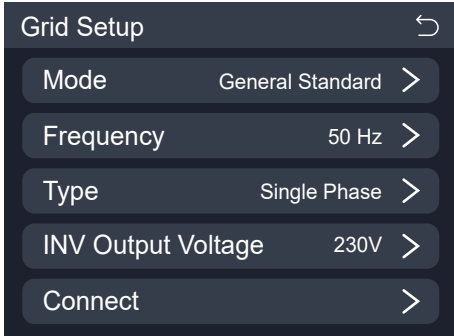 Grid Setup
Mode General Standard
Frequency 50 Hz
Type Single Phase
INV Output Voltage 230V
Connect